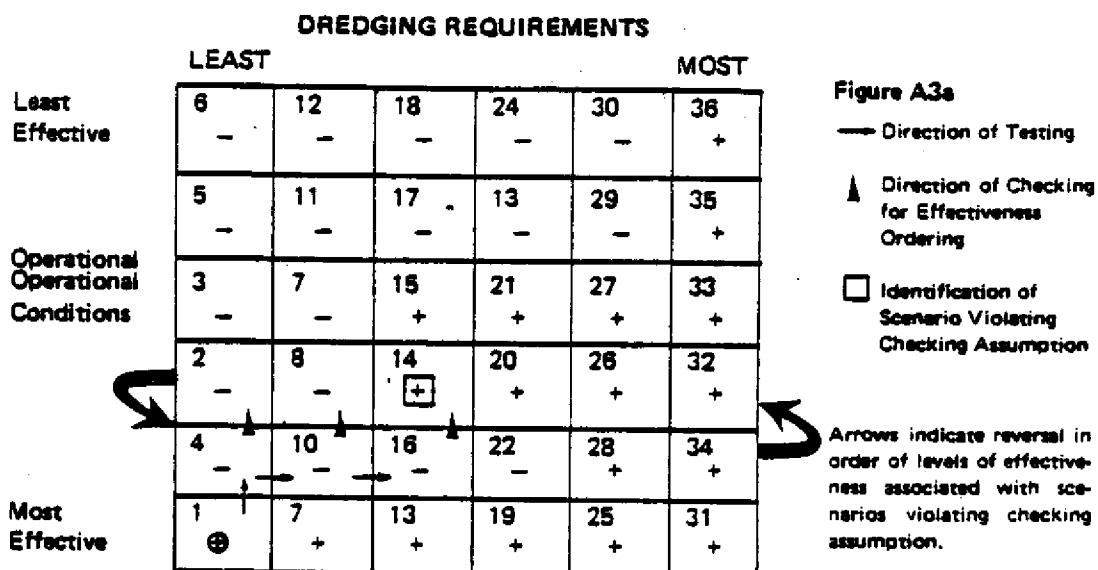 DREDGING REQUIREMENTS
LEAST MOST
Least
Effective
6 12 18 24 30 36
− − − − − +
5 11 17 13 29 35
− − − − − +
Operational
Operational
Conditions
3 7 15 21 27 33
− − + + + +
2 8 14 20 26 32
− − + + + +
4 10 16 22 28 34
− − − − + +
Most
Effective
1 7 13 19 25 31
⊕ + + + + +
Figure A3a
Direction of Testing
Direction of Checking
for Effectiveness
Ordering
Identification of
Scenario Violating
Checking Assumption
Arrows indicate reversal in
order of levels of effective-
ness associated with sce-
narios violating checking
assumption.